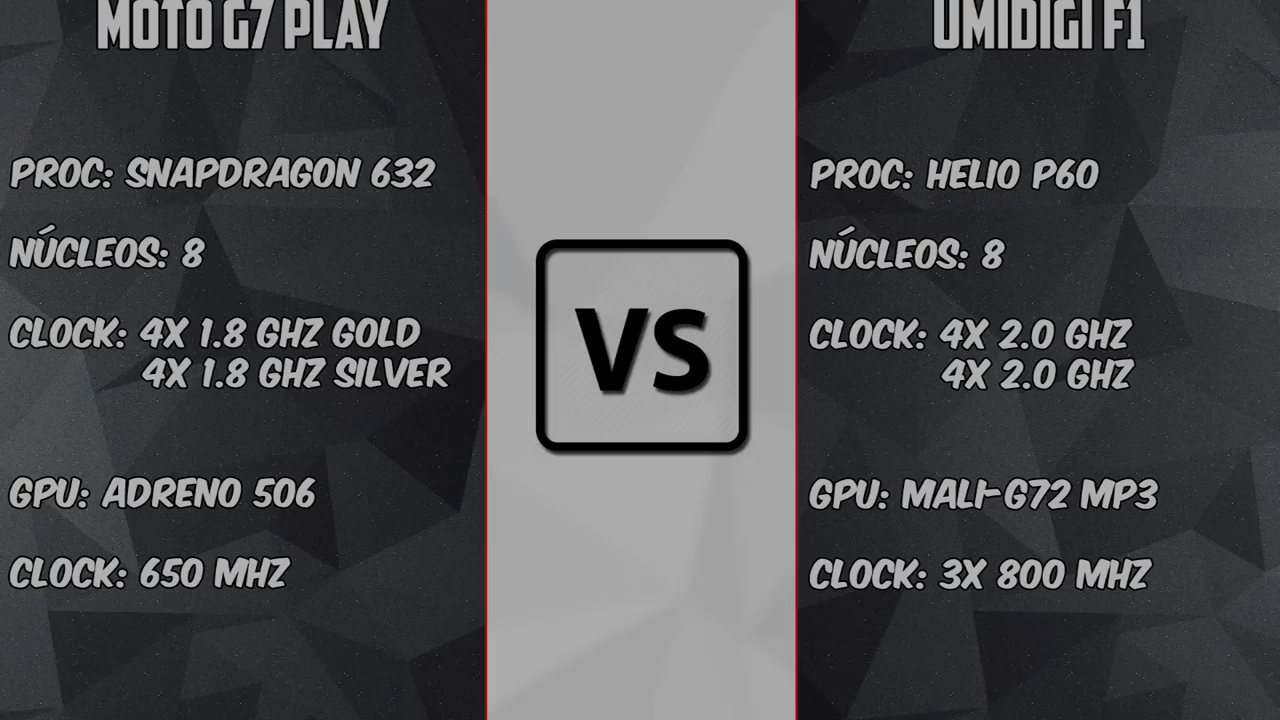 MOTO G7 PLAY
PROC: SNAPDRAGON 632
NÚCLEOS: 8
CLOCK: 4X 1.8 GHZ GOLD
4X 1.8 GHZ SILVER
GPU: ADRENO 506
CLOCK: 650 MHZ
VS
UMIDIGI F1
PROC: HELIO P60
NÚCLEOS: 8
CLOCK: 4X 2.0 GHZ
4X 2.0 GHZ
GPU: MALI-G72 MP3
CLOCK: 3X 800 MHZ